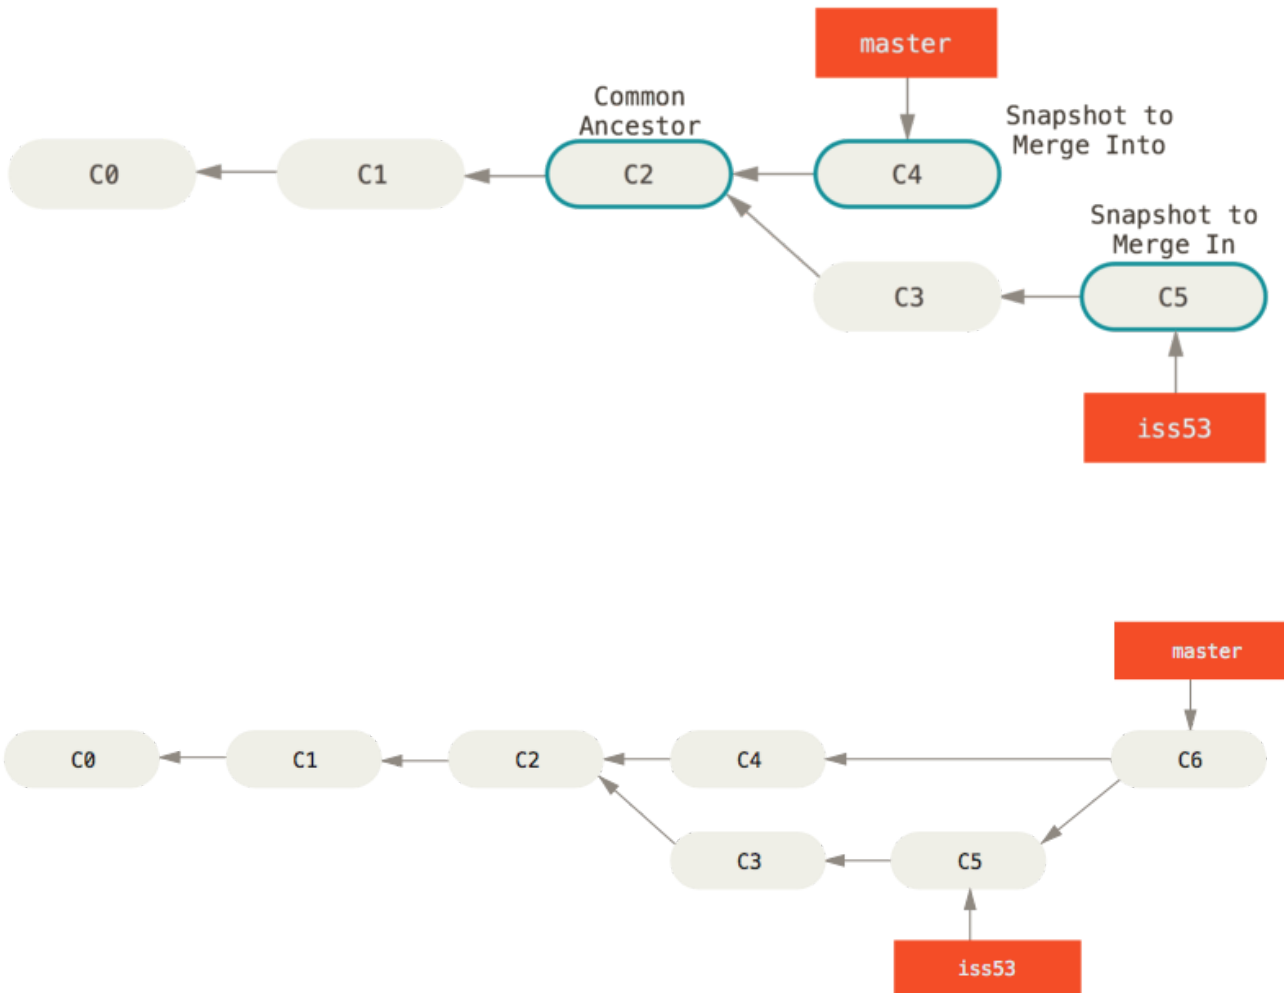 master
Common
Ancestor
Snapshot to
Merge Into
C0
C1
C2
C4
Snapshot to
Merge In
C3
C5
iss53
master
C0
C1
C2
C4
C6
C3
C5
iss53